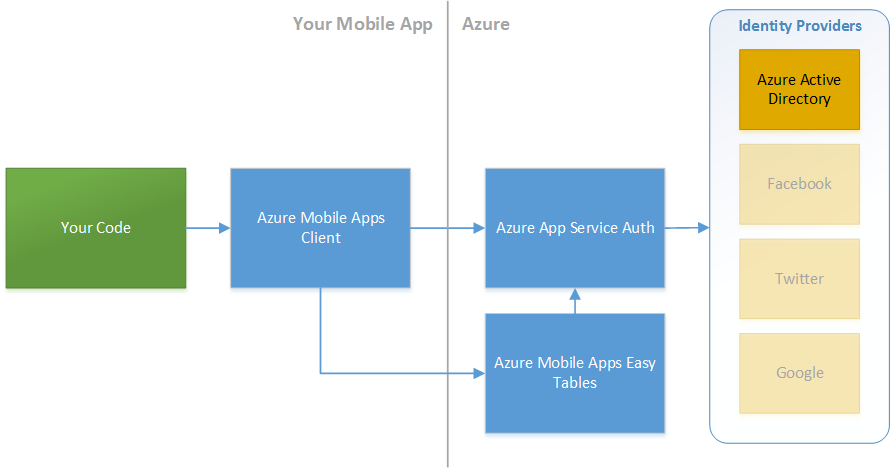 Your Mobile App
Azure
Identity Providers
Azure Active
Directory
Facebook
Twitter
Google
Your Code
Azure Mobile Apps
Client
Azure App Service Auth
Azure Mobile Apps Easy
Tables